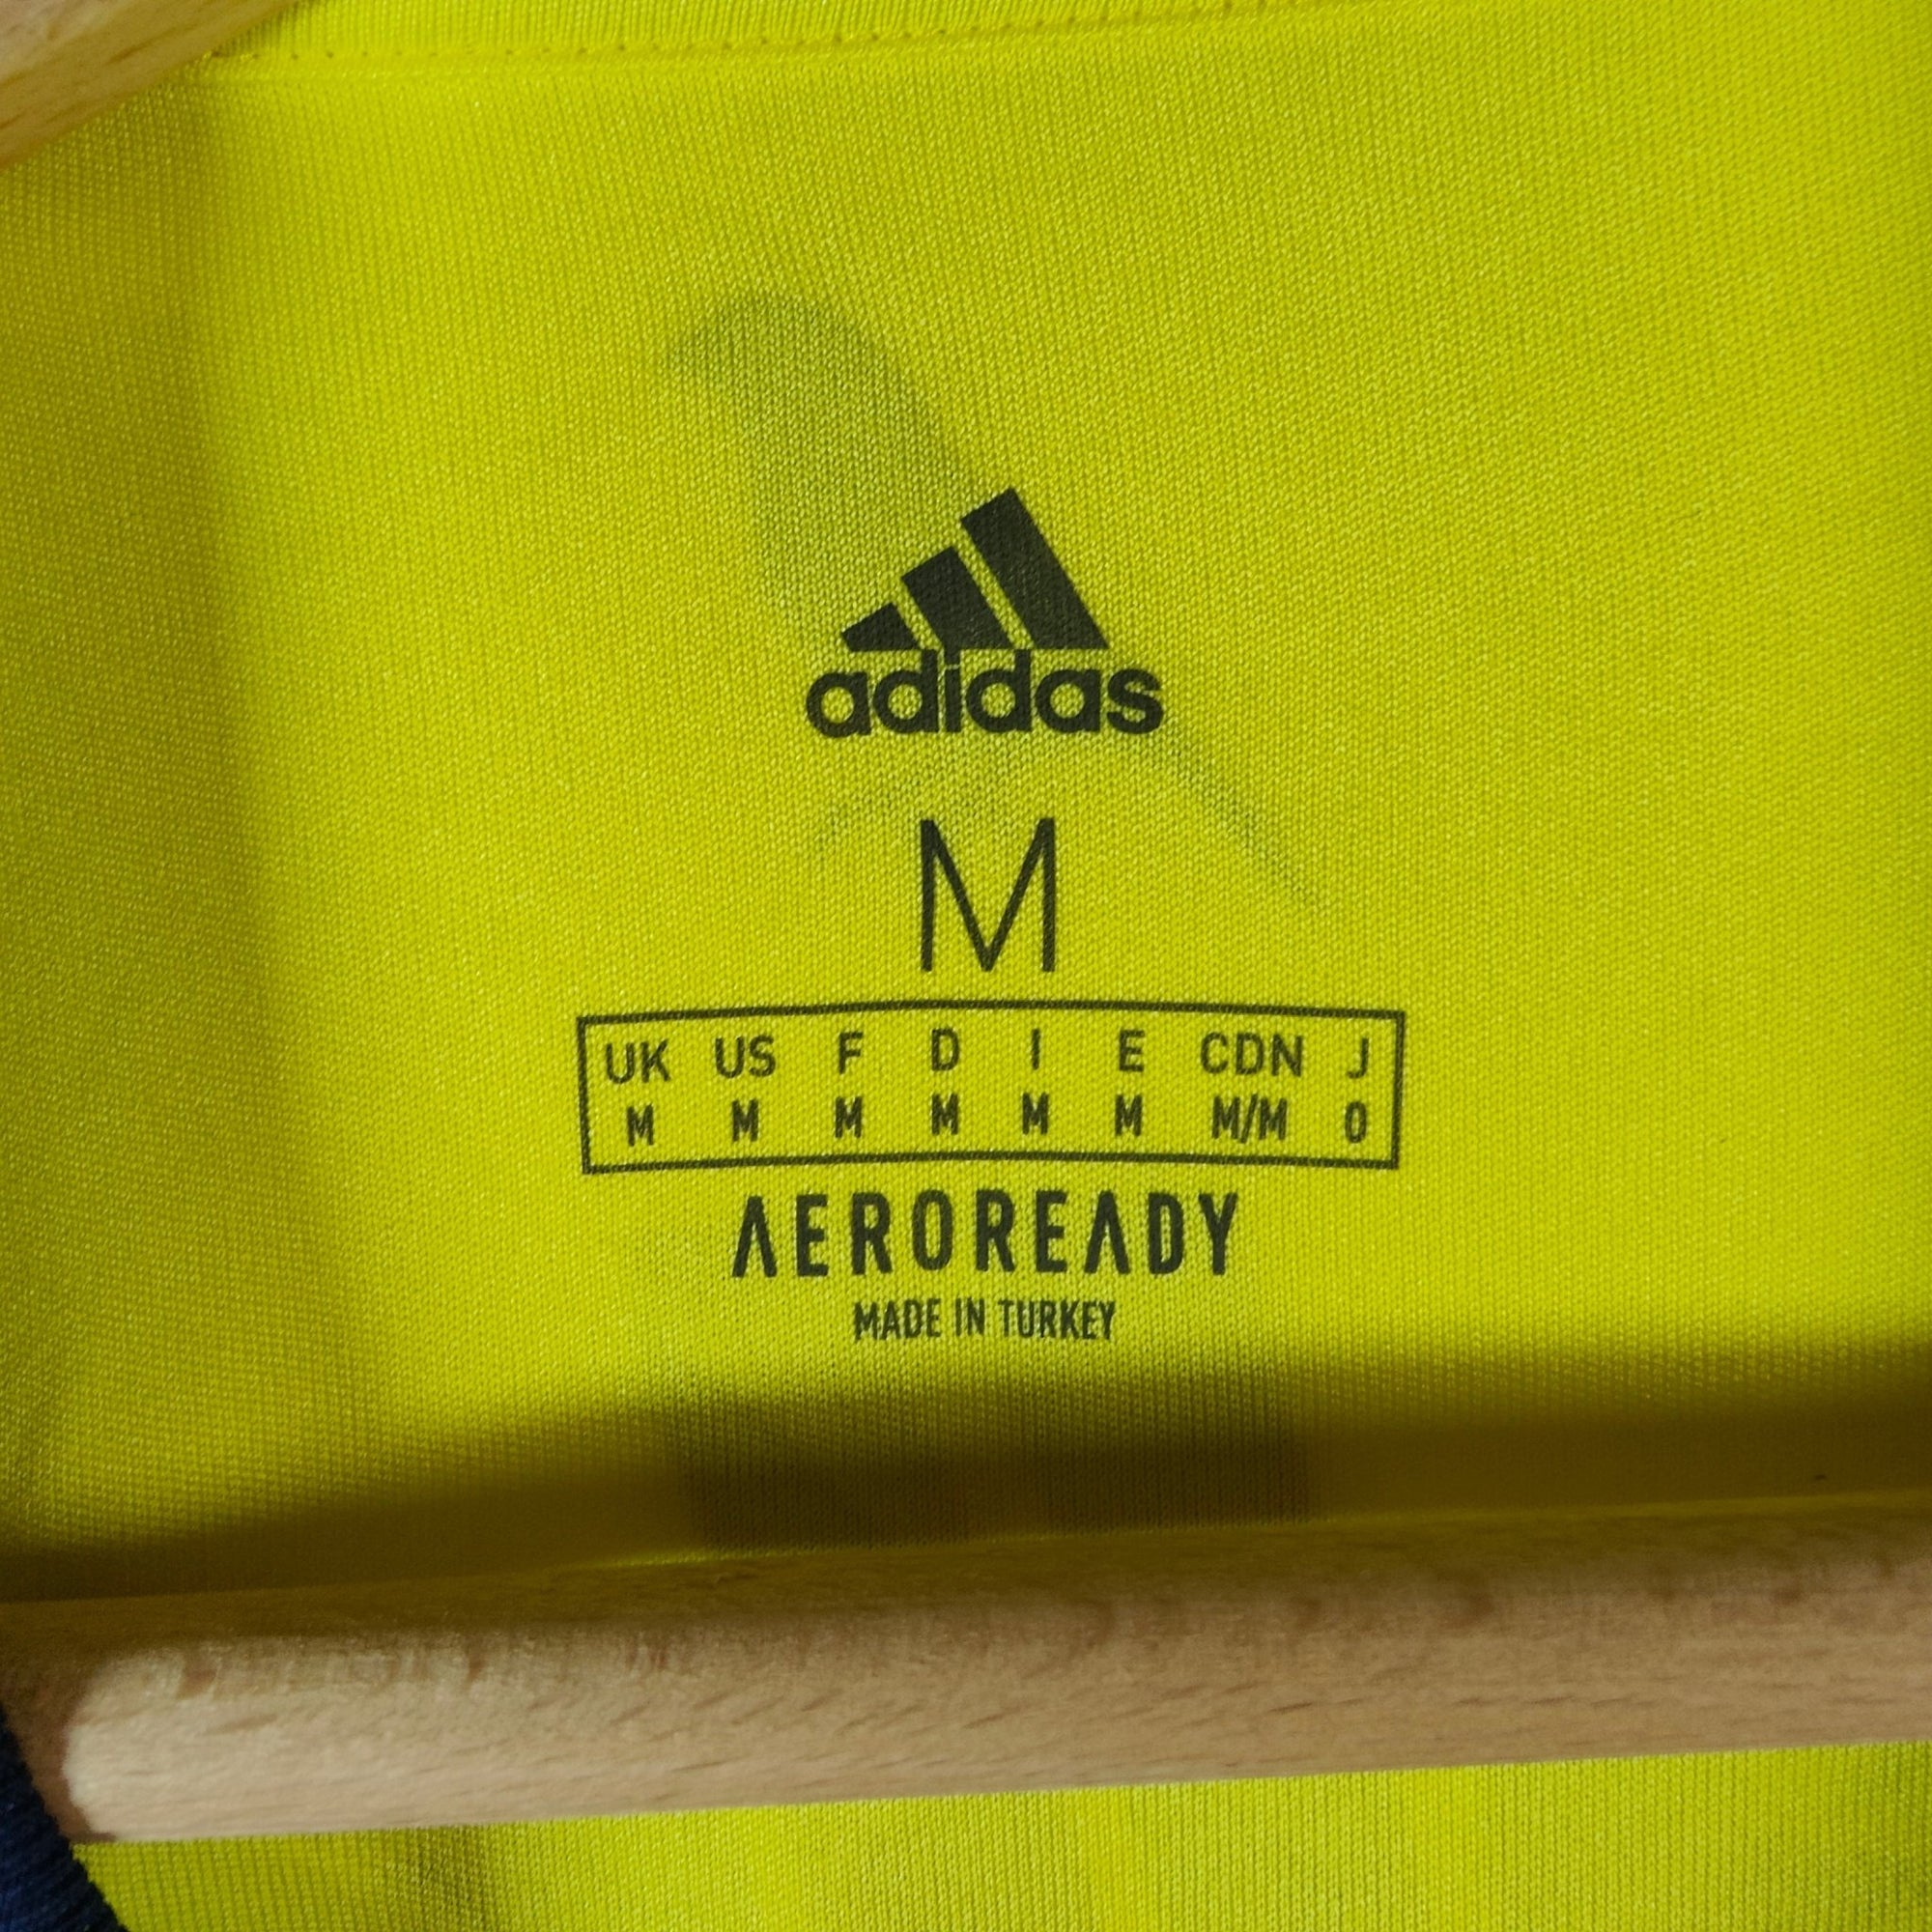 adidas
M
UK US F D I E CDN J
M M M M M M M/M O
AEROREADY
MADE IN TURKEY